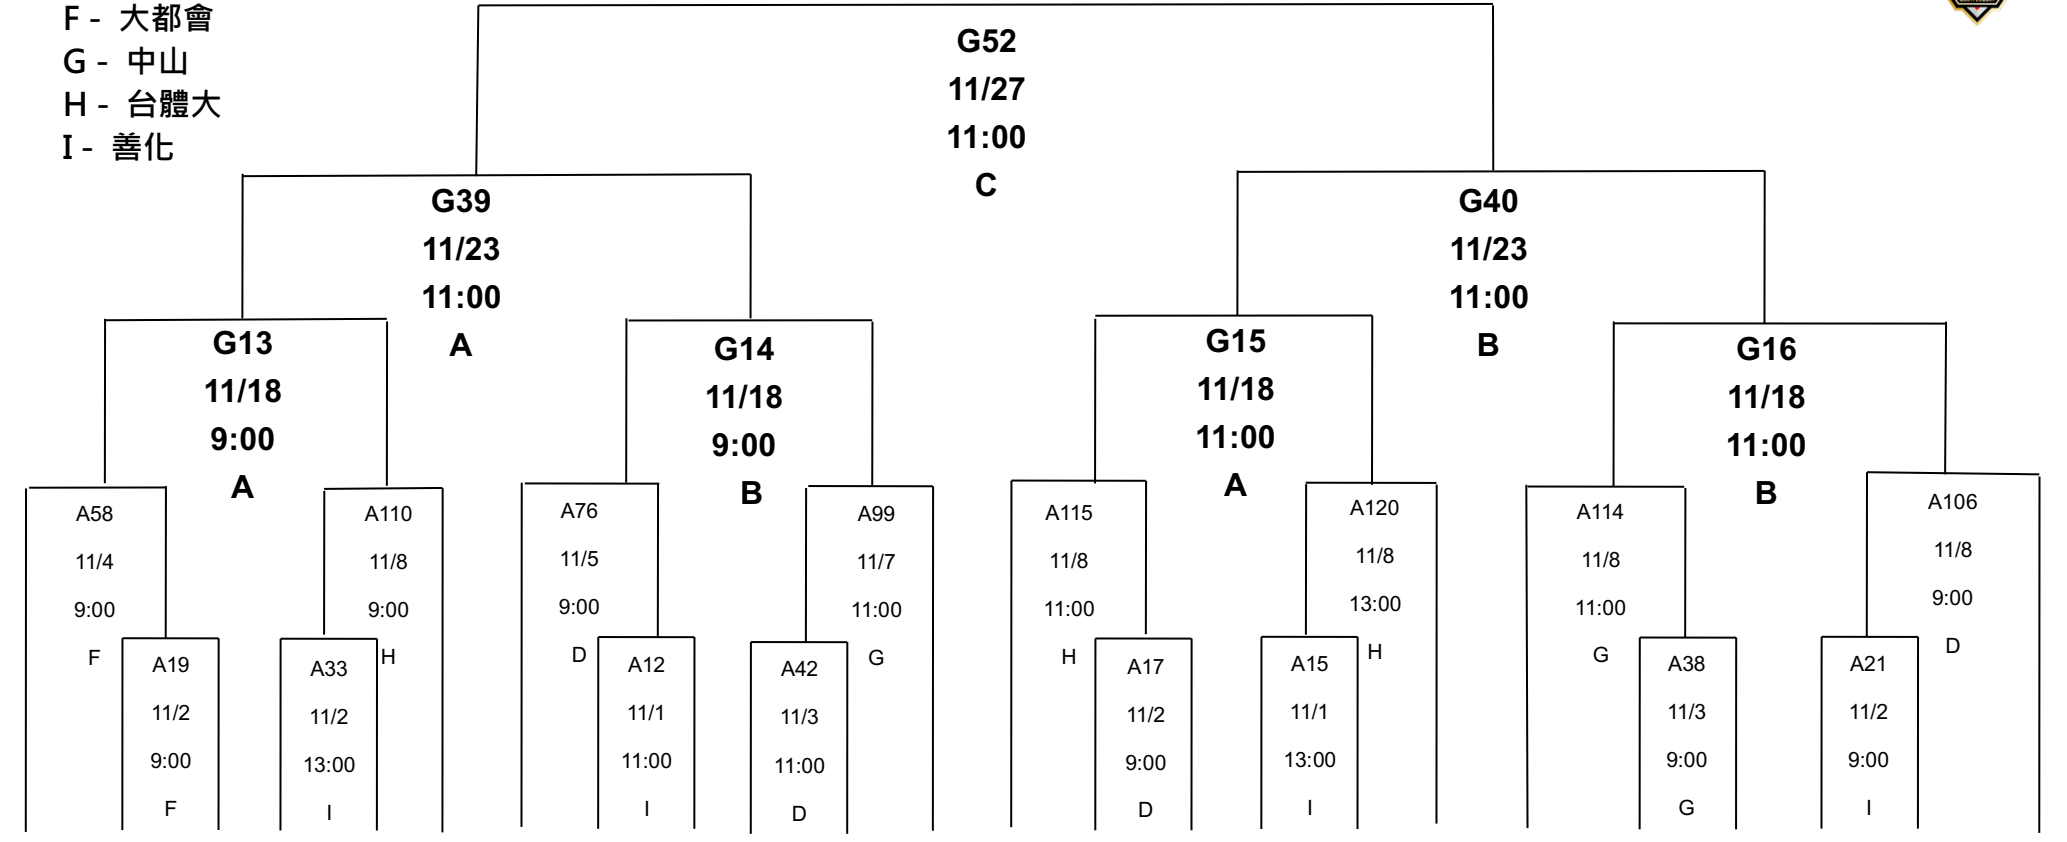 F - 大都會
G - 中山
H - 台體大
I - 善化
G52
11/27
11:00
C
G39
11/23
11:00
A
G40
11/23
11:00
B
G13
11/18
9:00
A
G14
11/18
9:00
B
G15
11/18
11:00
A
G16
11/18
11:00
B
A58
11/4
9:00
F
A110
11/8
9:00
H
A76
11/5
9:00
D
A99
11/7
11:00
G
A115
11/8
11:00
H
A120
11/8
13:00
H
A114
11/8
11:00
G
A106
11/8
9:00
D
A19
11/2
9:00
F
A33
11/2
13:00
I
A12
11/1
11:00
I
A42
11/3
11:00
D
A17
11/2
9:00
D
A15
11/1
13:00
I
A38
11/3
9:00
G
A21
11/2
9:00
I